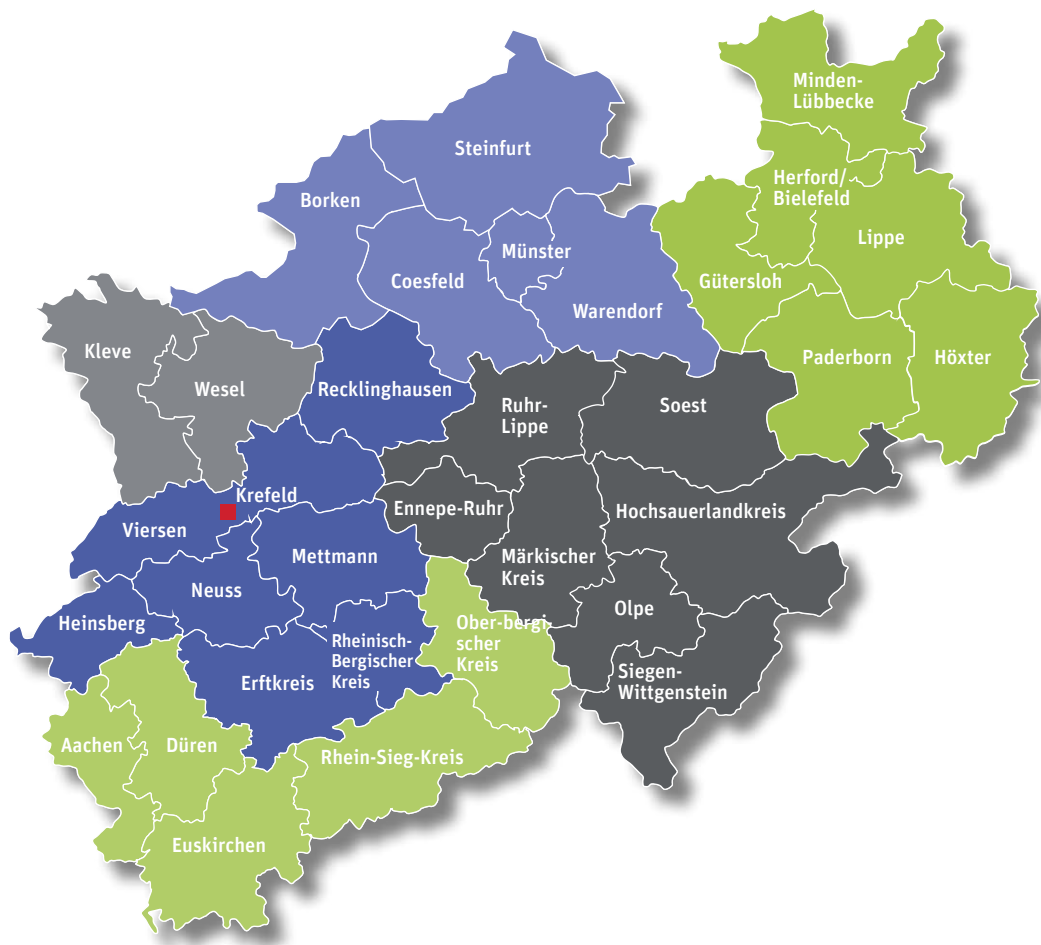 Minden-
Lübbecke
Steinfurt
Herford/
Bielefeld
Borken
Lippe
Münster
Coesfeld
Gütersloh
Warendorf
Kleve
Paderborn
Höxter
Wesel
Recklinghausen
Ruhr-
Lippe
Soest
Krefeld
Ennepe-Ruhr
Hochsauerlandkreis
Viersen
Mettmann
Märkischer
Kreis
Neuss
Olpe
Heinsberg
Ober-bergi-
scher
Kreis
Rheinisch-
Bergischer
Kreis
Erftkreis
Siegen-
Wittgenstein
Aachen
Düren
Rhein-Sieg-Kreis
Euskirchen